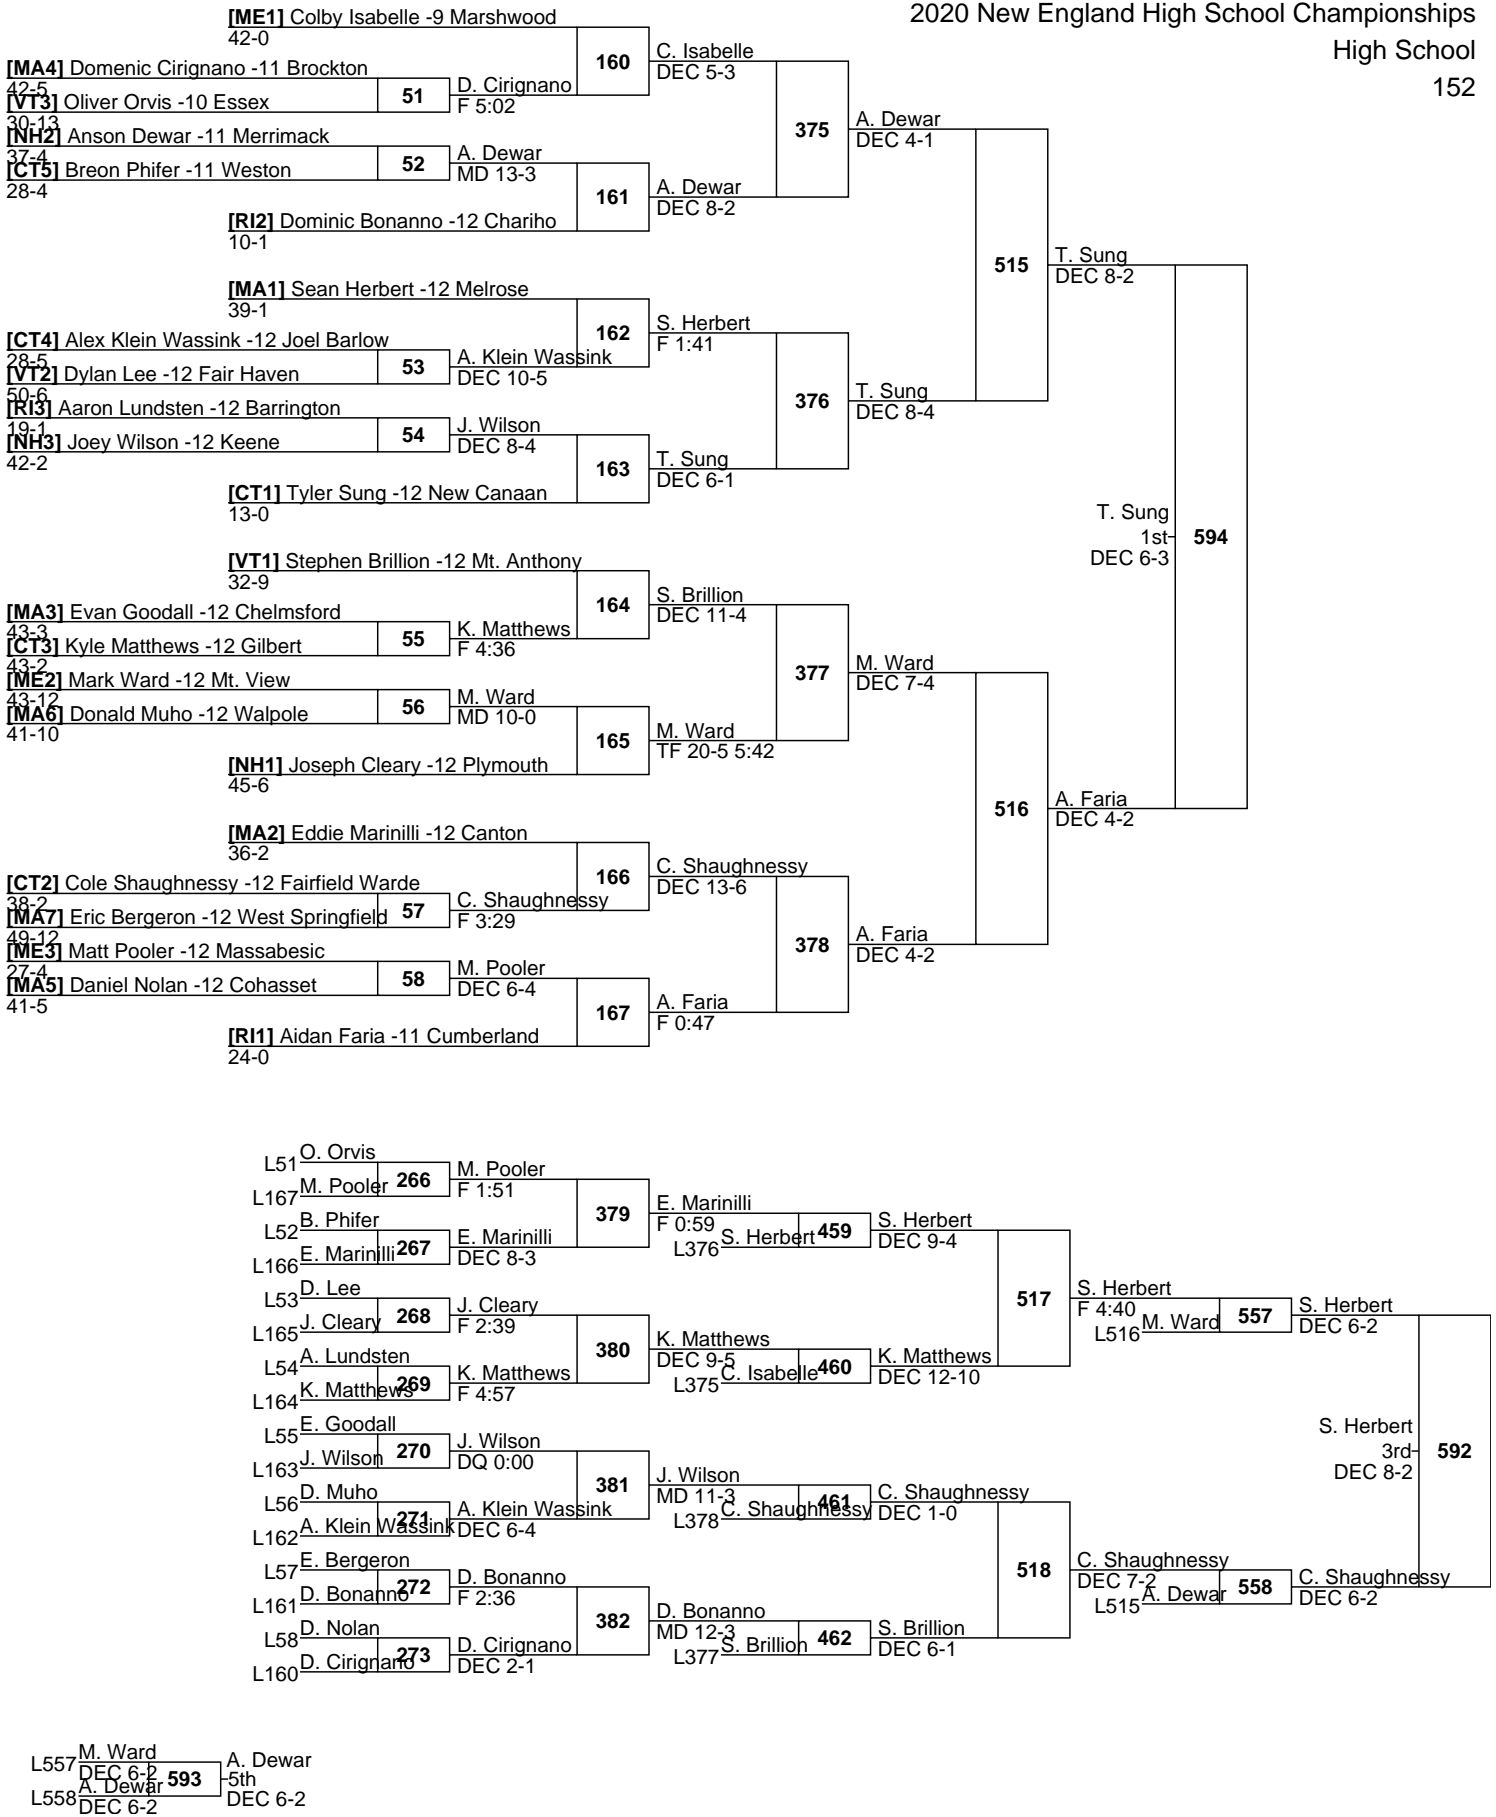 2020 New England High School Championships
High School
152
[ME1] Colby Isabelle -9 Marshwood
42-0
[MA4] Domenic Cirignano -11 Brockton
42-5
[VT3] Oliver Orvis -10 Essex
30-13
[NH2] Anson Dewar -11 Merrimack
37-4
[CT5] Breon Phifer -11 Weston
28-4
[RI2] Dominic Bonanno -12 Chariho
10-1
[MA1] Sean Herbert -12 Melrose
39-1
[CT4] Alex Klein Wassink -12 Joel Barlow
28-5
[VT2] Dylan Lee -12 Fair Haven
50-6
[RI3] Aaron Lundsten -12 Barrington
19-1
[NH3] Joey Wilson -12 Keene
42-2
[CT1] Tyler Sung -12 New Canaan
13-0
[VT1] Stephen Brillion -12 Mt. Anthony
32-9
[MA3] Evan Goodall -12 Chelmsford
43-3
[CT3] Kyle Matthews -12 Gilbert
43-2
[ME2] Mark Ward -12 Mt. View
43-12
[MA6] Donald Muho -12 Walpole
41-10
[NH1] Joseph Cleary -12 Plymouth
45-6
[MA2] Eddie Marinilli -12 Canton
36-2
[CT2] Cole Shaughnessy -12 Fairfield Warde
38-2
[MA7] Eric Bergeron -12 West Springfield
49-12
[ME3] Matt Pooler -12 Massabesic
27-4
[MA5] Daniel Nolan -12 Cohasset
41-5
[RI1] Aidan Faria -11 Cumberland
24-0
51
D. Cirignano
F 5:02
52
A. Dewar
MD 13-3
53
A. Klein Wassink
DEC 10-5
54
J. Wilson
DEC 8-4
55
K. Matthews
F 4:36
56
M. Ward
MD 10-0
57
C. Shaughnessy
F 3:29
58
M. Pooler
DEC 6-4
160
C. Isabelle
DEC 5-3
161
A. Dewar
DEC 8-2
162
S. Herbert
F 1:41
163
T. Sung
DEC 6-1
164
S. Brillion
DEC 11-4
165
M. Ward
TF 20-5 5:42
166
C. Shaughnessy
DEC 13-6
167
A. Faria
F 0:47
375
A. Dewar
DEC 4-1
376
T. Sung
DEC 8-4
377
M. Ward
DEC 7-4
378
A. Faria
DEC 4-2
515
T. Sung
DEC 8-2
516
A. Faria
DEC 4-2
T. Sung
1st
DEC 6-3
594
L51 O. Orvis
L167 M. Pooler
266
M. Pooler
F 1:51
L52 B. Phifer
L166 E. Marinilli
267
E. Marinilli
DEC 8-3
L53 D. Lee
L165 J. Cleary
268
J. Cleary
F 2:39
L54 A. Lundsten
L164 K. Matthews
269
K. Matthews
F 4:57
L55 E. Goodall
L163 J. Wilson
270
J. Wilson
DQ 0:00
L56 D. Muho
L162 A. Klein Wassink
271
A. Klein Wassink
DEC 6-4
L57 E. Bergeron
L161 D. Bonanno
272
D. Bonanno
F 2:36
L58 D. Nolan
L160 D. Cirignano
273
D. Cirignano
DEC 2-1
379
E. Marinilli
F 0:59
L376 S. Herbert
459
S. Herbert
DEC 9-4
380
K. Matthews
DEC 9-5
L375 C. Isabelle
460
K. Matthews
DEC 12-10
381
J. Wilson
MD 11-3
L378 C. Shaughnessy
461
C. Shaughnessy
DEC 1-0
382
D. Bonanno
MD 12-3
L377 S. Brillion
462
S. Brillion
DEC 6-1
517
S. Herbert
F 4:40
L516 M. Ward
557
S. Herbert
DEC 6-2
518
C. Shaughnessy
DEC 7-2
L515 A. Dewar
558
C. Shaughnessy
DEC 6-2
S. Herbert
3rd
DEC 8-2
592
L557 M. Ward
DEC 6-2
L558 A. Dewar
DEC 6-2
593
A. Dewar
5th
DEC 6-2